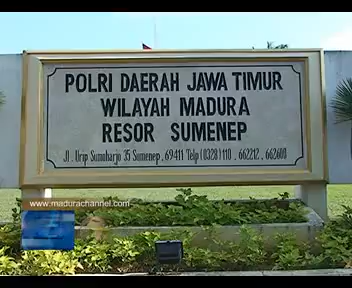 POLRI DAERAH JAWA TIMUR
WILAYAH MADURA
RESOR SUMENEP
Jl. Urip Sumoharjo 35 Sumenep, 69411 Telp (0328) 110 , 662212 , 662600
www.madurachannel.com